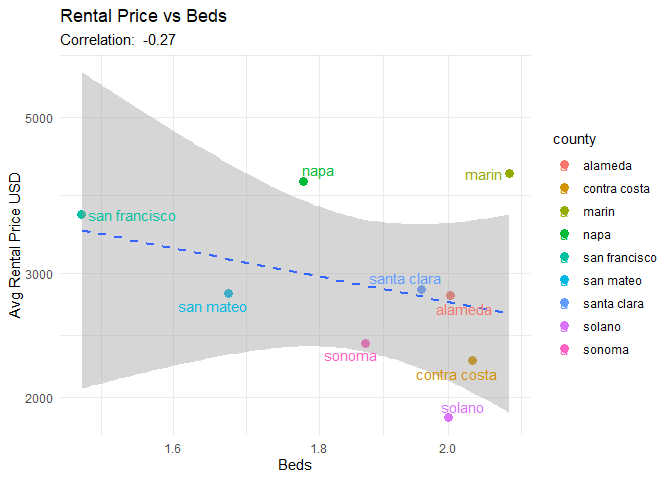 Rental Price vs Beds
Correlation:  -0.27
Avg Rental Price USD
5000
3000
2000
napa
marin
san francisco
santa clara
san mateo
alameda
sonoma
contra costa
solano
1.6
1.8
2.0
Beds
county
alameda
contra costa
marin
napa
san francisco
san mateo
santa clara
solano
sonoma